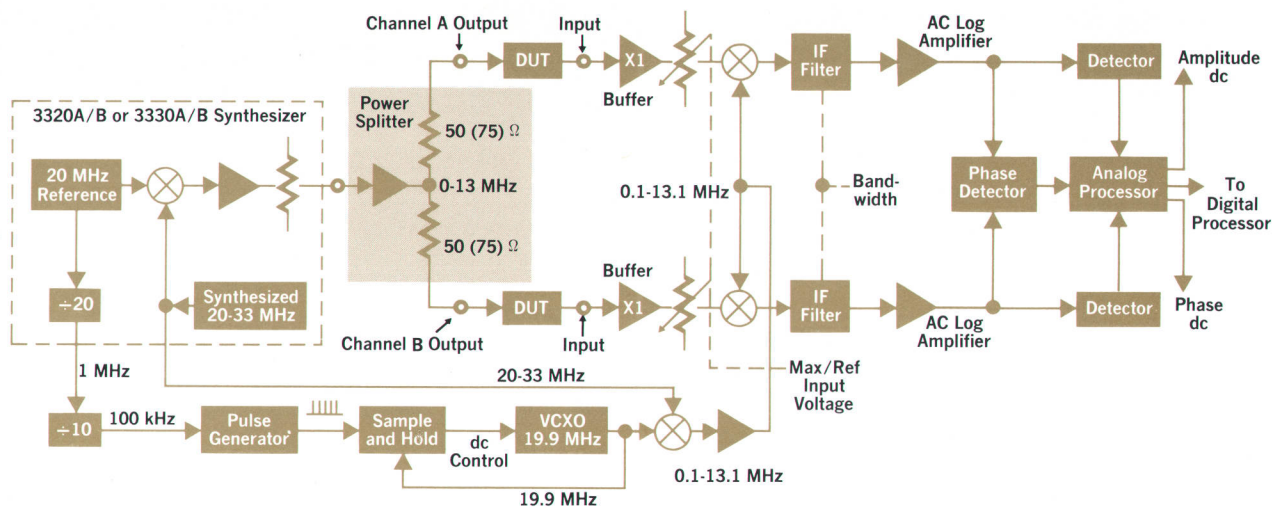 Channel A Output
Input
AC Log
Amplifier
Amplitude
dc
DUT
X1
IF
Filter
Detector
Buffer
3320A/B or 3330A/B Synthesizer
Power
Splitter
50 (75) Ω
20 MHz
Reference
0-13 MHz
0.1-13.1 MHz
Band-
width
Phase
Detector
Analog
Processor
To
Digital
Processor
50 (75) Ω
÷20
Synthesized
20-33 MHz
Buffer
DUT
X1
IF
Filter
Detector
Channel B Output
Input
AC Log
Amplifier
Phase
dc
1 MHz
20-33 MHz
Max/Ref
Input
Voltage
÷10
100 kHz
Pulse
Generator
Sample
and Hold
dc
Control
VCXO
19.9 MHz
0.1-13.1 MHz
19.9 MHz